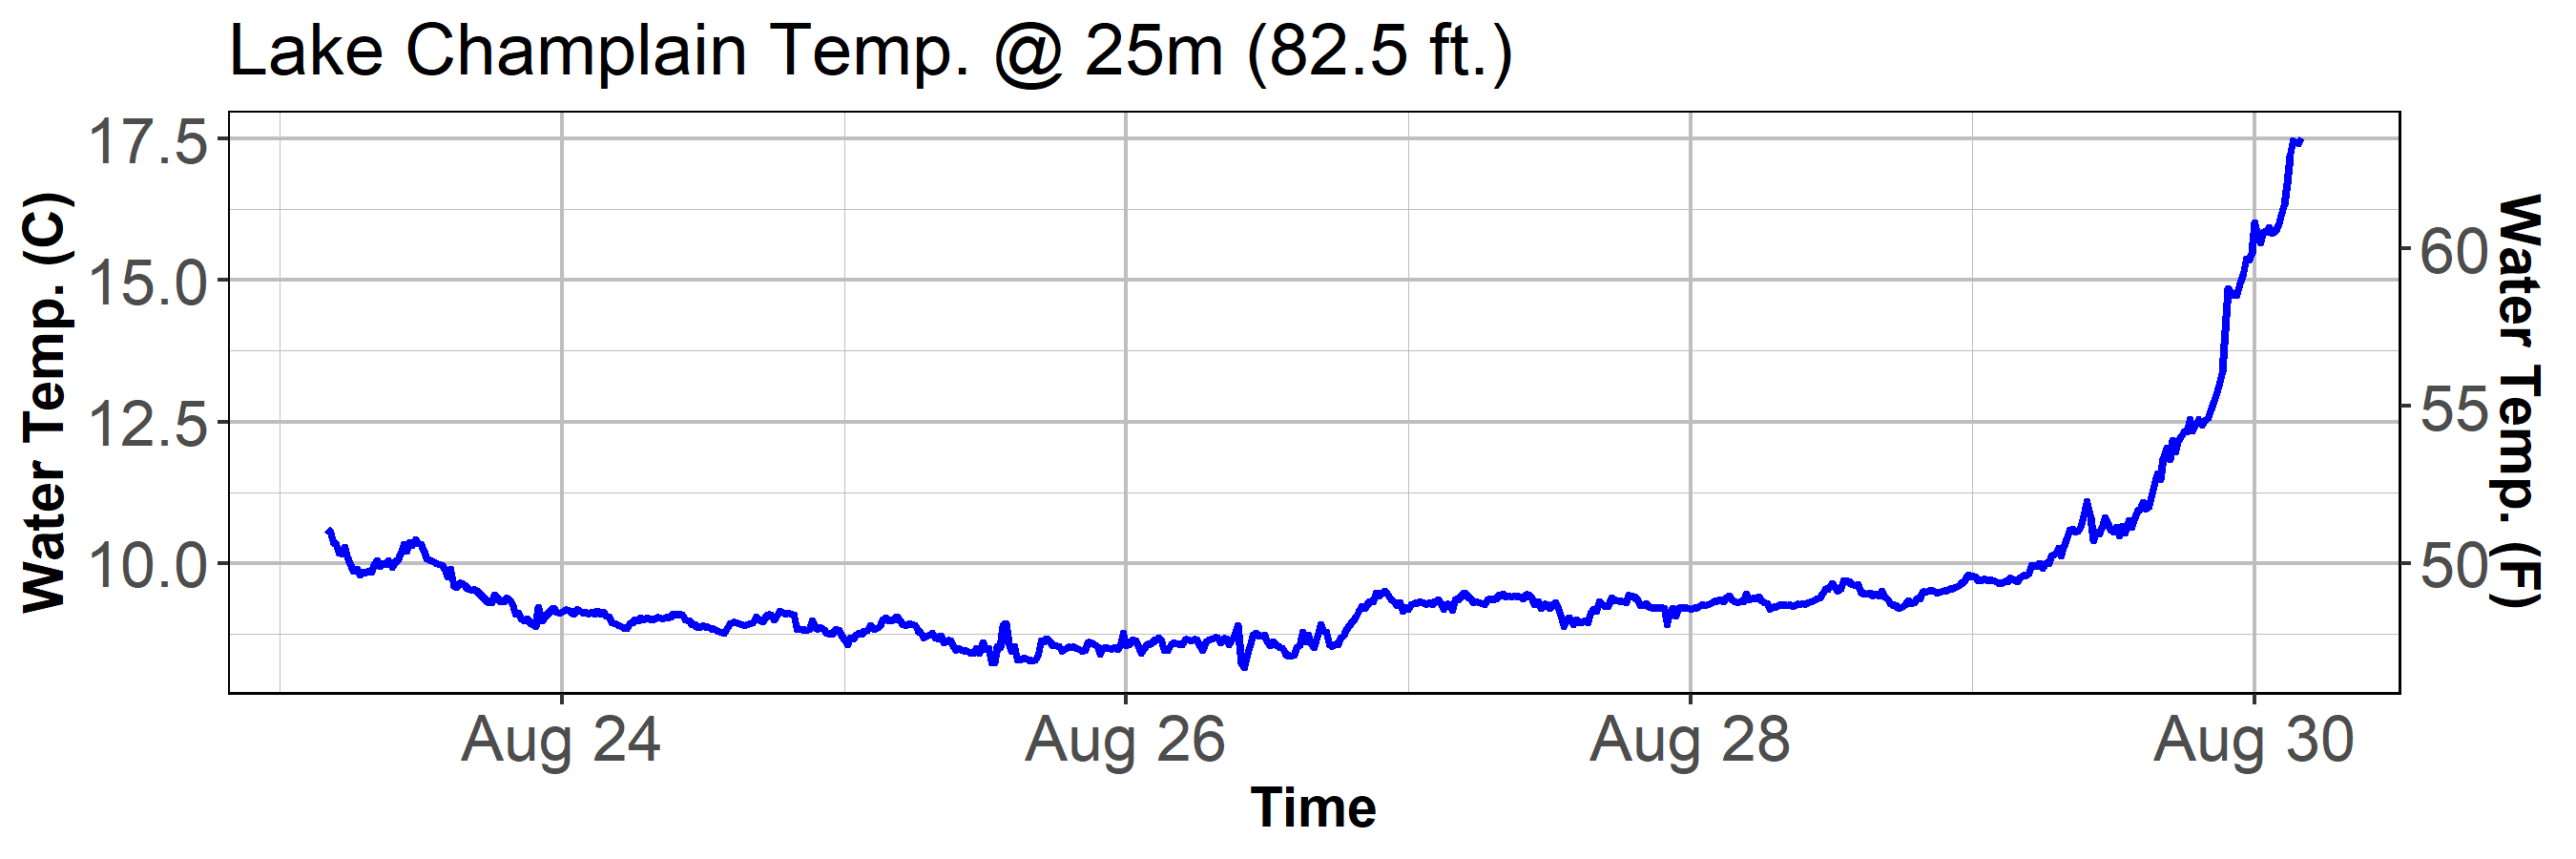 Lake Champlain Temp. @ 25m (82.5 ft.)
Water Temp. (C)
17.5
15.0
12.5
10.0
60
55
50
Water Temp. (F)
Aug 24 Aug 26 Aug 28 Aug 30
Time